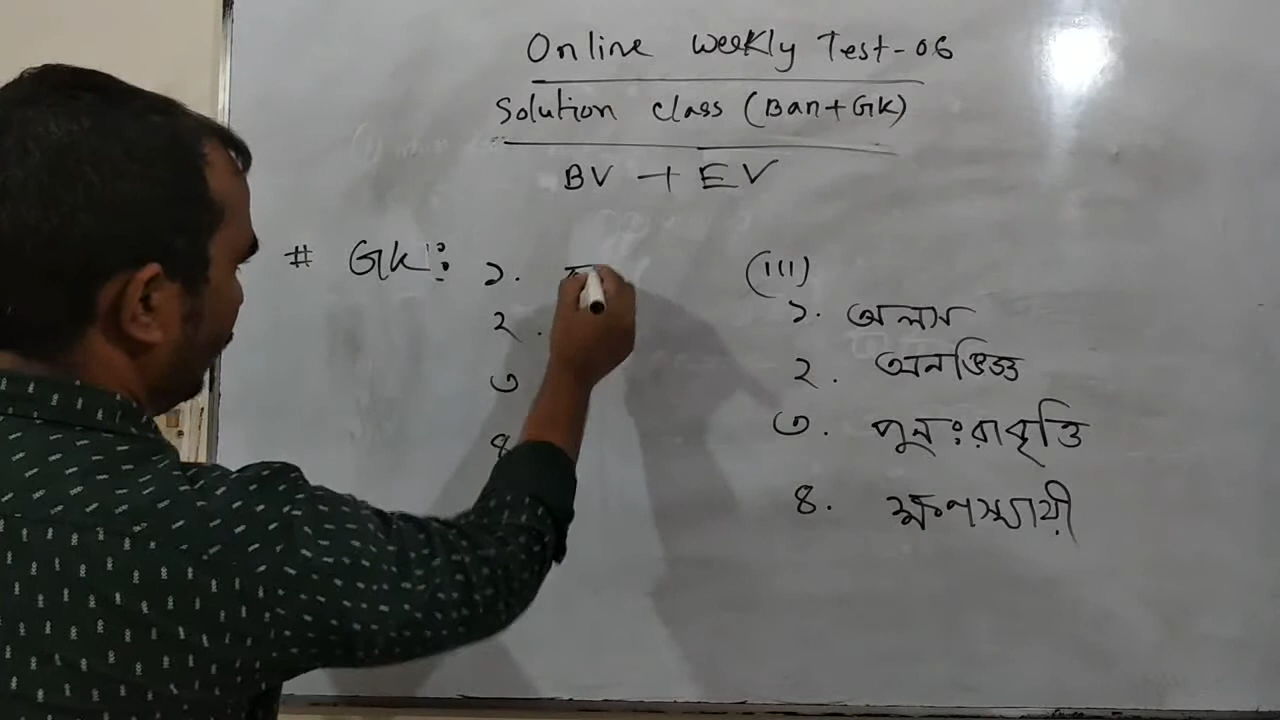 Online Weekly Test-06
Solution class (Ban+GK)
BV + EV
# GK:
১.
২.
৩
৪
(iii)
১. অলস
২. অনভিজ্ঞ
৩. পুনঃরাবৃত্তি
৪. ক্ষণস্থায়ী